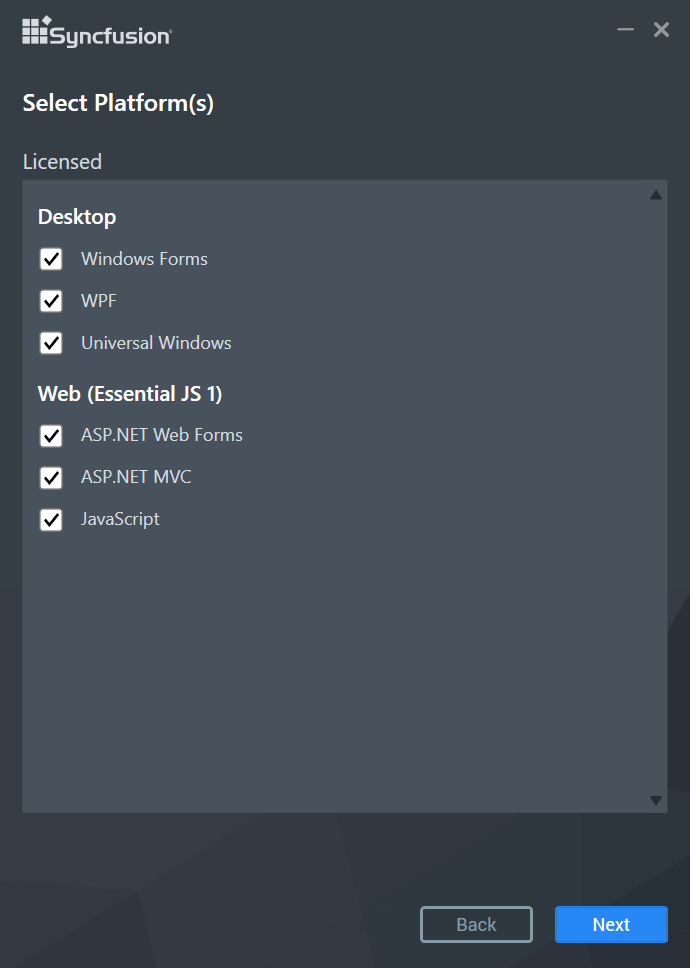 Syncfusion
Select Platform(s)
Licensed
Desktop
Windows Forms
WPF
Universal Windows
Web (Essential JS 1)
ASP.NET Web Forms
ASP.NET MVC
JavaScript
Back
Next